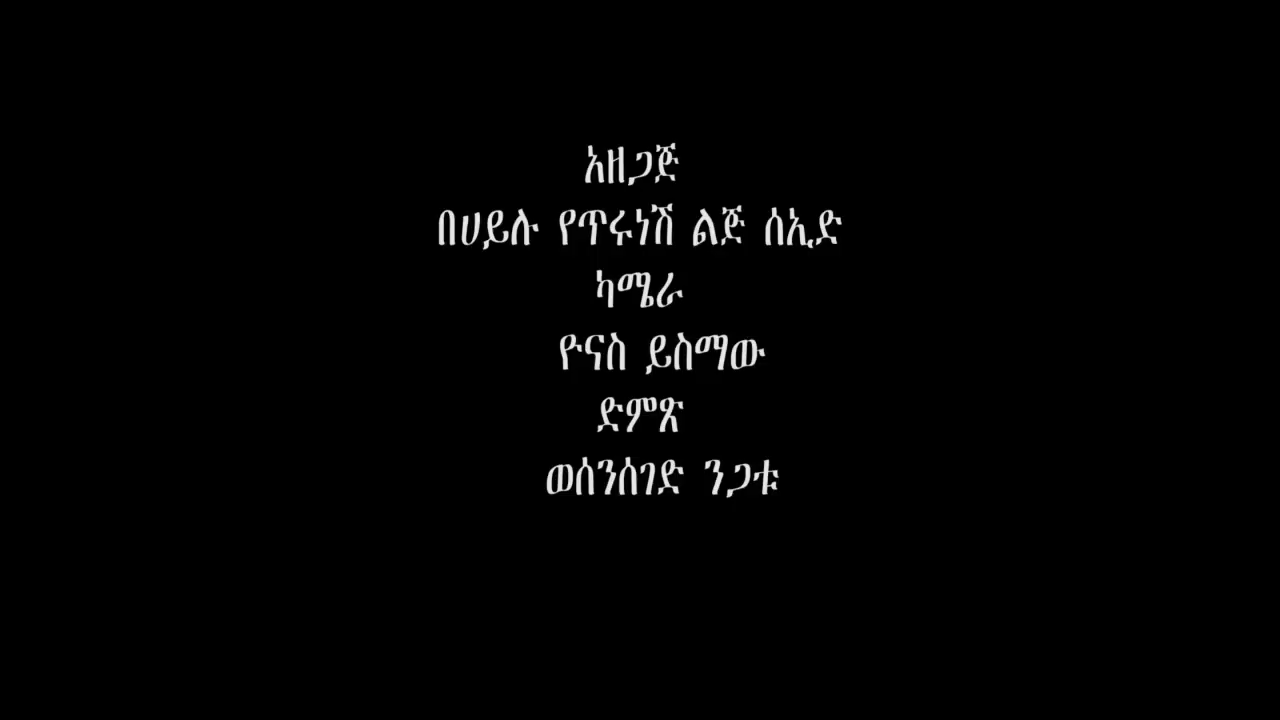 አዘጋጅ
በሀይሉ የጥሩነሽ ልጅ ሰኢድ
ካሜራ
ዮናስ ይስማው
ድምጽ
ወሰንሰገድ ንጋቱ